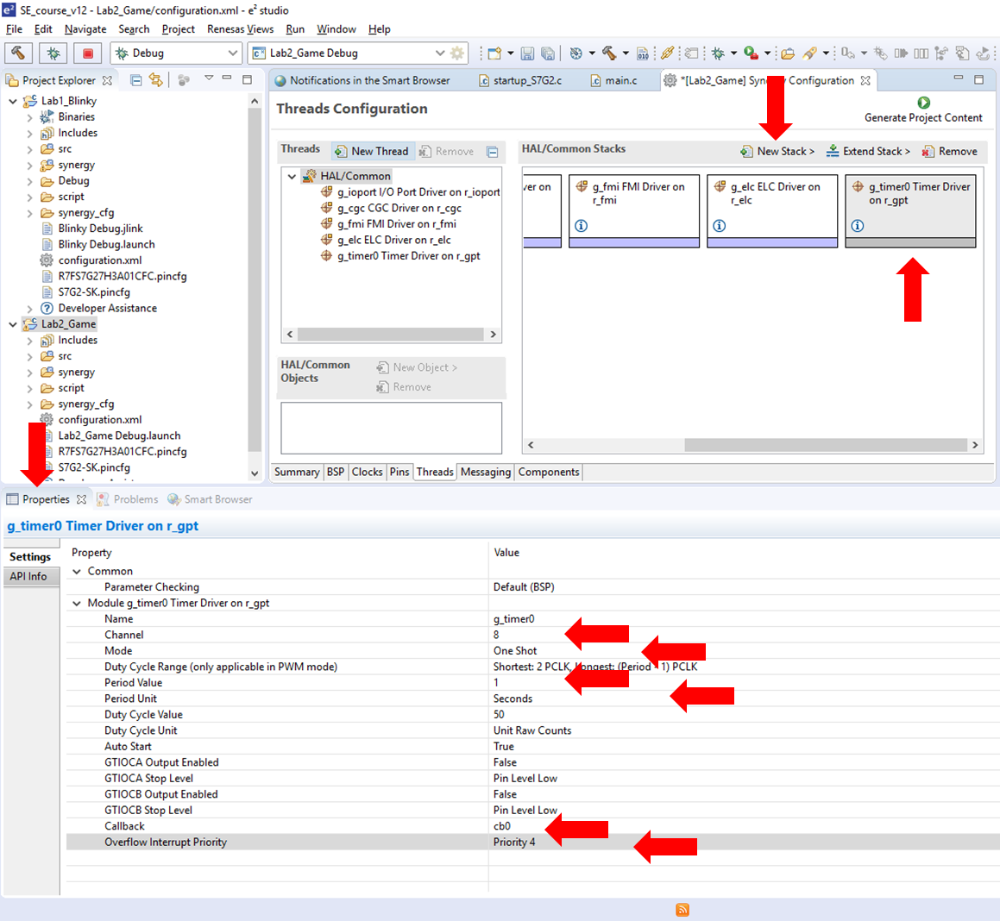 SE_course_v12 - Lab2_Game/configuration.xml - e² studio
File Edit Navigate Search Project Renesas Views Run Window Help
Debug Lab2_Game Debug
Project Explorer
Lab1_Blinky
Binaries
Includes
src
synergy
Debug
script
synergy_cfg
Blinky Debug.jlink
Blinky Debug.launch
configuration.xml
R7FS7G27H3A01CFC.pincfg
S7G2-SK.pincfg
Developer Assistance
Lab2_Game
Includes
src
synergy
script
synergy_cfg
configuration.xml
Lab2_Game Debug.launch
R7FS7G27H3A01CFC.pincfg
S7G2-SK.pincfg
Notifications in the Smart Browser startup_S7G2.c main.c *[Lab2_Game] Configuration
Threads Configuration
Generate Project Content
Threads New Thread Remove
HAL/Common
g_ioport I/O Port Driver on r_ioport
g_cgc CGC Driver on r_cgc
g_fmi FMI Driver on r_fmi
g_elc ELC Driver on r_elc
g_timer0 Timer Driver on r_gpt
HAL/Common
Objects
New Object >
Remove
HAL/Common Stacks New Stack > Extend Stack > Remove
on
g_fmi FMI Driver on
r_fmi
g_elc ELC Driver on
r_elc
g_timer0 Timer Driver
on r_gpt
Summary BSP Clocks Pins Threads Messaging Components
Properties Problems Smart Browser
g_timer0 Timer Driver on r_gpt
Settings
API Info
Property Value
Common
Parameter Checking Default (BSP)
Module g_timer0 Timer Driver on r_gpt
Name g_timer0
Channel 8
Mode One Shot
Duty Cycle Range (only applicable in PWM mode) Shortest: 2 PCLK, Longest: (Period - 1) PCLK
Period Value 1
Period Unit Seconds
Duty Cycle Value 50
Duty Cycle Unit Unit Raw Counts
Auto Start True
GTIOCA Output Enabled False
GTIOCA Stop Level Pin Level Low
GTIOCB Output Enabled False
GTIOCB Stop Level Pin Level Low
Callback cb0
Overflow Interrupt Priority Priority 4